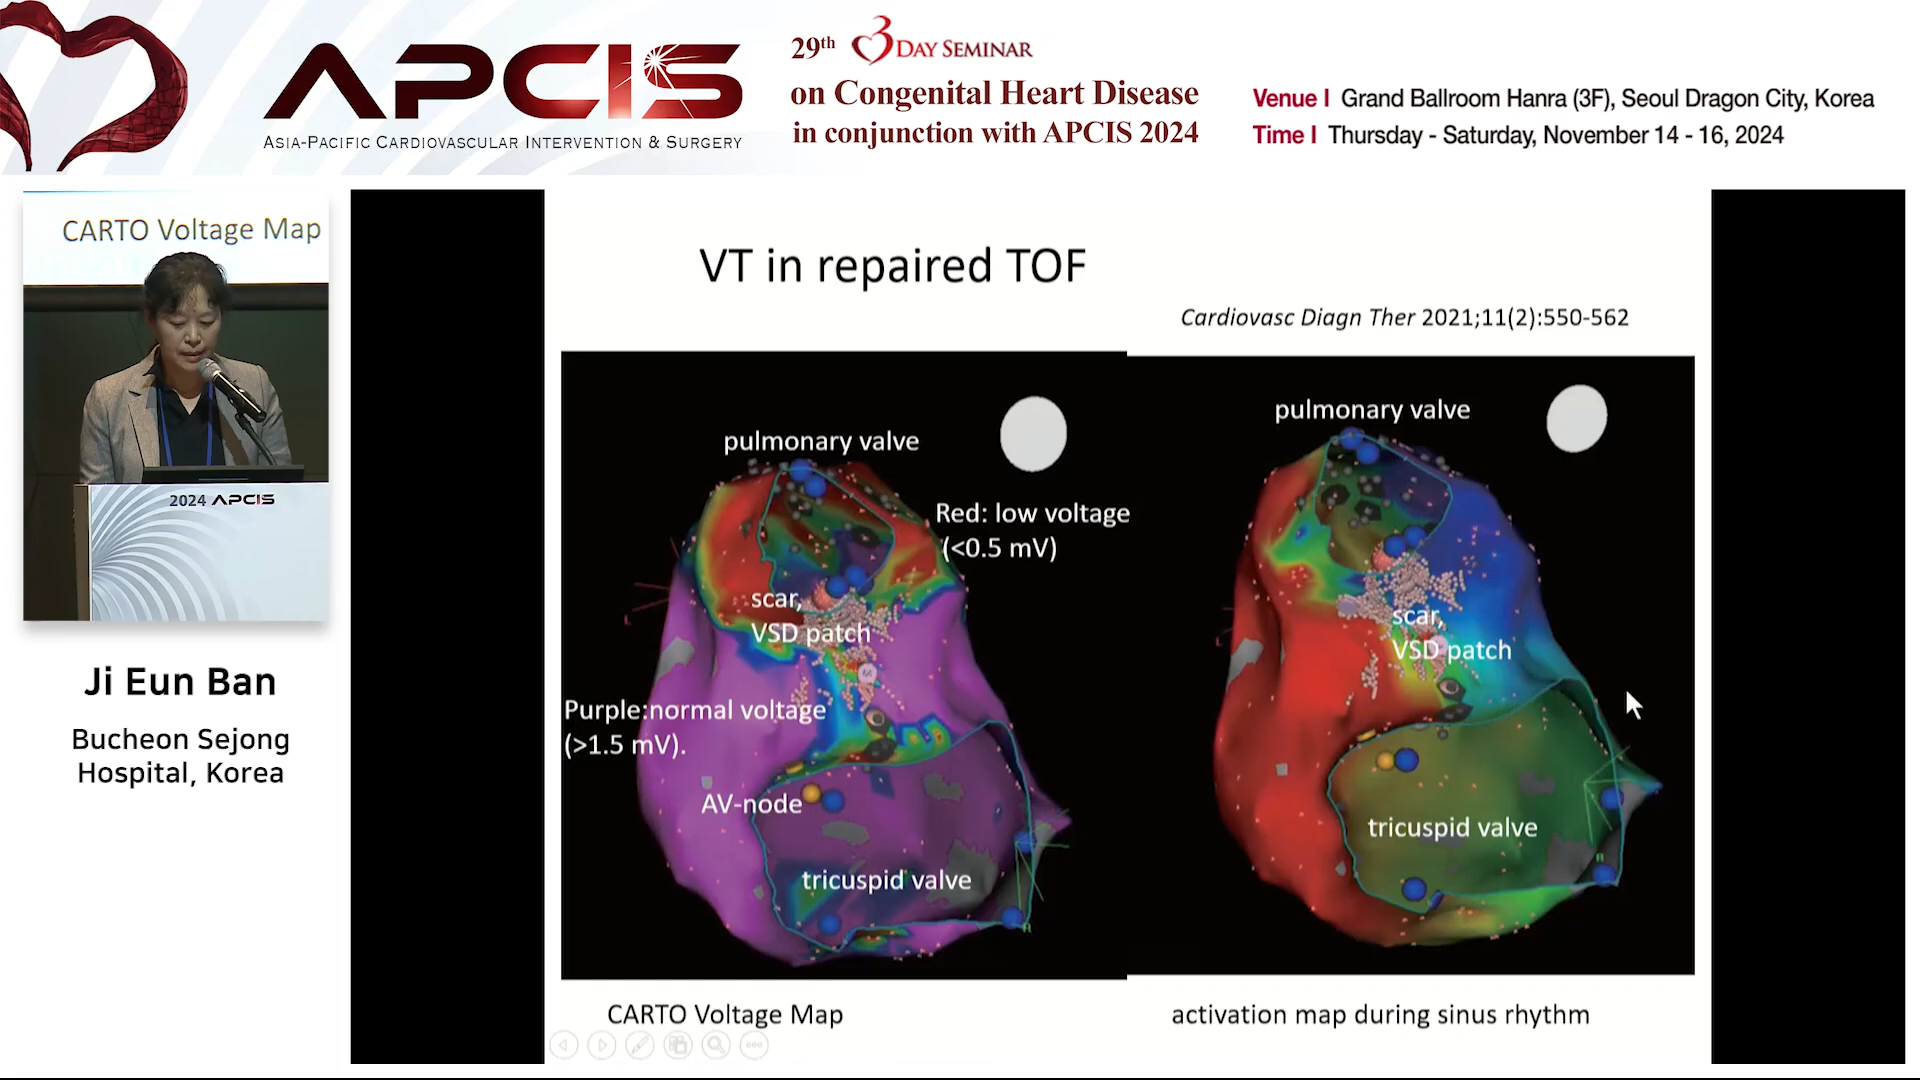 APCIS
ASIA-PACIFIC CARDIOVASCULAR INTERVENTION & SURGERY
29th 3 DAY SEMINAR
on Congenital Heart Disease
in conjunction with APCIS 2024
Venue I Grand Ballroom Hanra (3F), Seoul Dragon City, Korea
Time I Thursday - Saturday, November 14 - 16, 2024
CARTO Voltage Map
2024 APCIS
Ji Eun Ban
Bucheon Sejong
Hospital, Korea
VT in repaired TOF
Cardiovasc Diagn Ther 2021;11(2):550-562
pulmonary valve
Red: low voltage
(<0.5 mV)
scar,
VSD patch
Purple:normal voltage
(>1.5 mV).
AV-node
tricuspid valve
CARTO Voltage Map
pulmonary valve
scar,
VSD patch
tricuspid valve
activation map during sinus rhythm